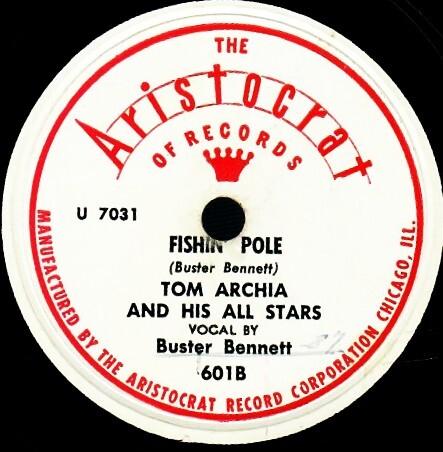 THE
Aristocrat
OF RECORDS
U 7031
FISHIN POLE
(Buster Bennett)
TOM ARCHIA
AND HIS ALL STARS
VOCAL BY
Buster Bennett
601B
MANUFACTURED BY THE ARISTOCRAT RECORD CORPORATION CHICAGO, ILL.